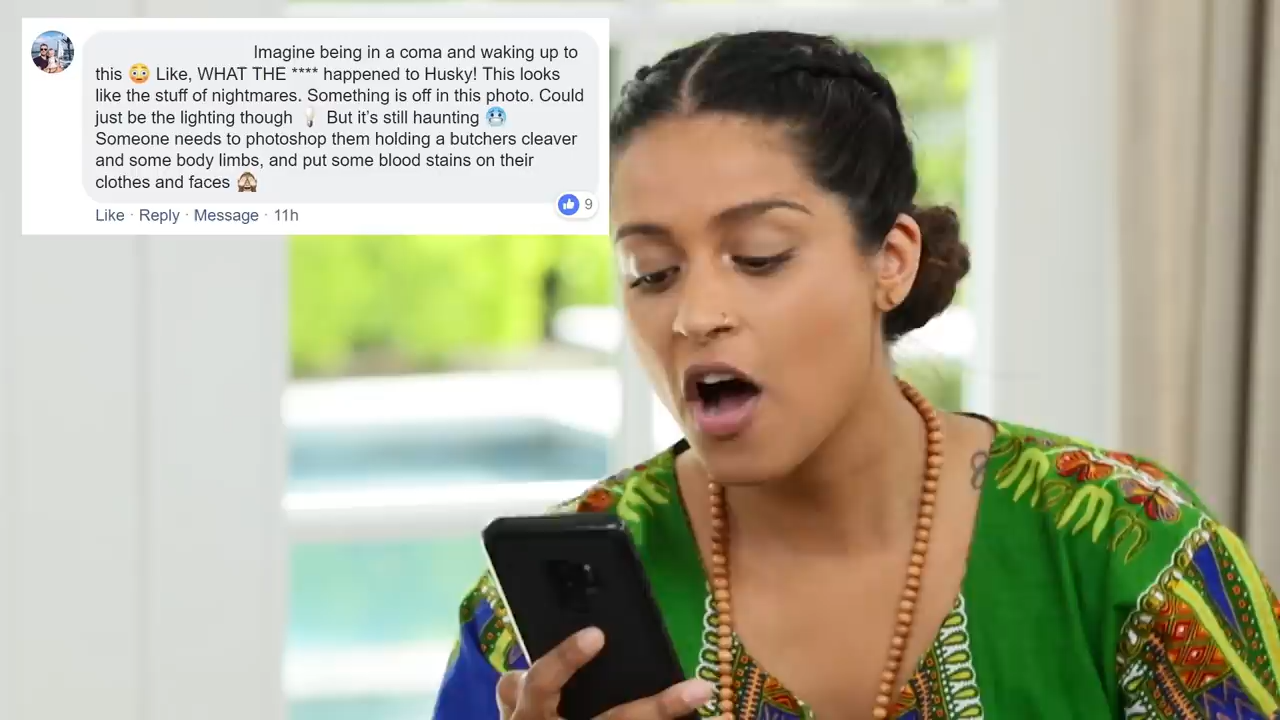 Imagine being in a coma and waking up to
this 😳 Like, WHAT THE **** happened to Husky! This looks
like the stuff of nightmares. Something is off in this photo. Could
just be the lighting though 💡 But it's still haunting 🥶
Someone needs to photoshop them holding a butchers cleaver
and some body limbs, and put some blood stains on their
clothes and faces 🙈
9
Like · Reply · Message · 11h